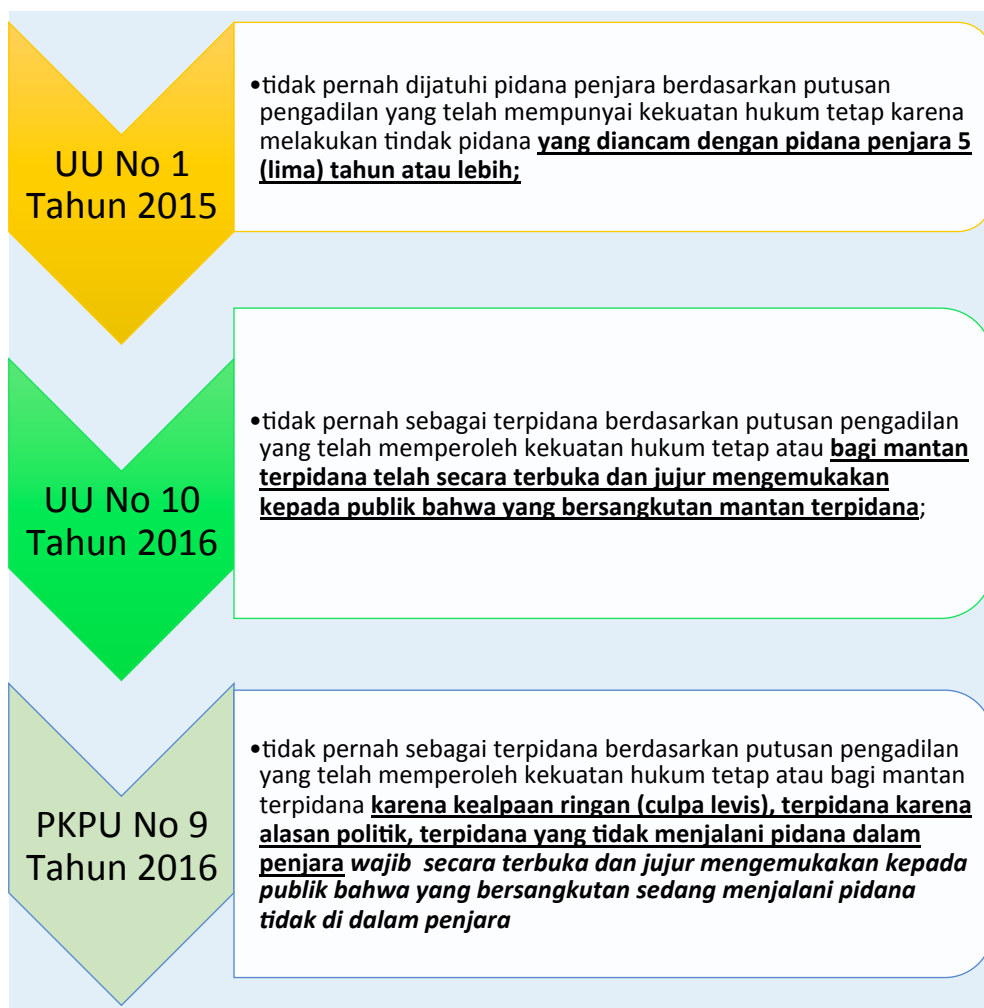 UU No 1
Tahun 2015
•tidak pernah dijatuhi pidana penjara berdasarkan putusan
pengadilan yang telah mempunyai kekuatan hukum tetap karena
melakukan tindak pidana yang diancam dengan pidana penjara 5
(lima) tahun atau lebih;
UU No 10
Tahun 2016
•tidak pernah sebagai terpidana berdasarkan putusan pengadilan
yang telah memperoleh kekuatan hukum tetap atau bagi mantan
terpidana telah secara terbuka dan jujur mengemukakan
kepada publik bahwa yang bersangkutan mantan terpidana;
PKPU No 9
Tahun 2016
•tidak pernah sebagai terpidana berdasarkan putusan pengadilan
yang telah memperoleh kekuatan hukum tetap atau bagi mantan
terpidana karena kealpaan ringan (culpa levis), terpidana karena
alasan politik, terpidana yang tidak menjalani pidana dalam
penjara wajib secara terbuka dan jujur mengemukakan kepada
publik bahwa yang bersangkutan sedang menjalani pidana
tidak di dalam penjara